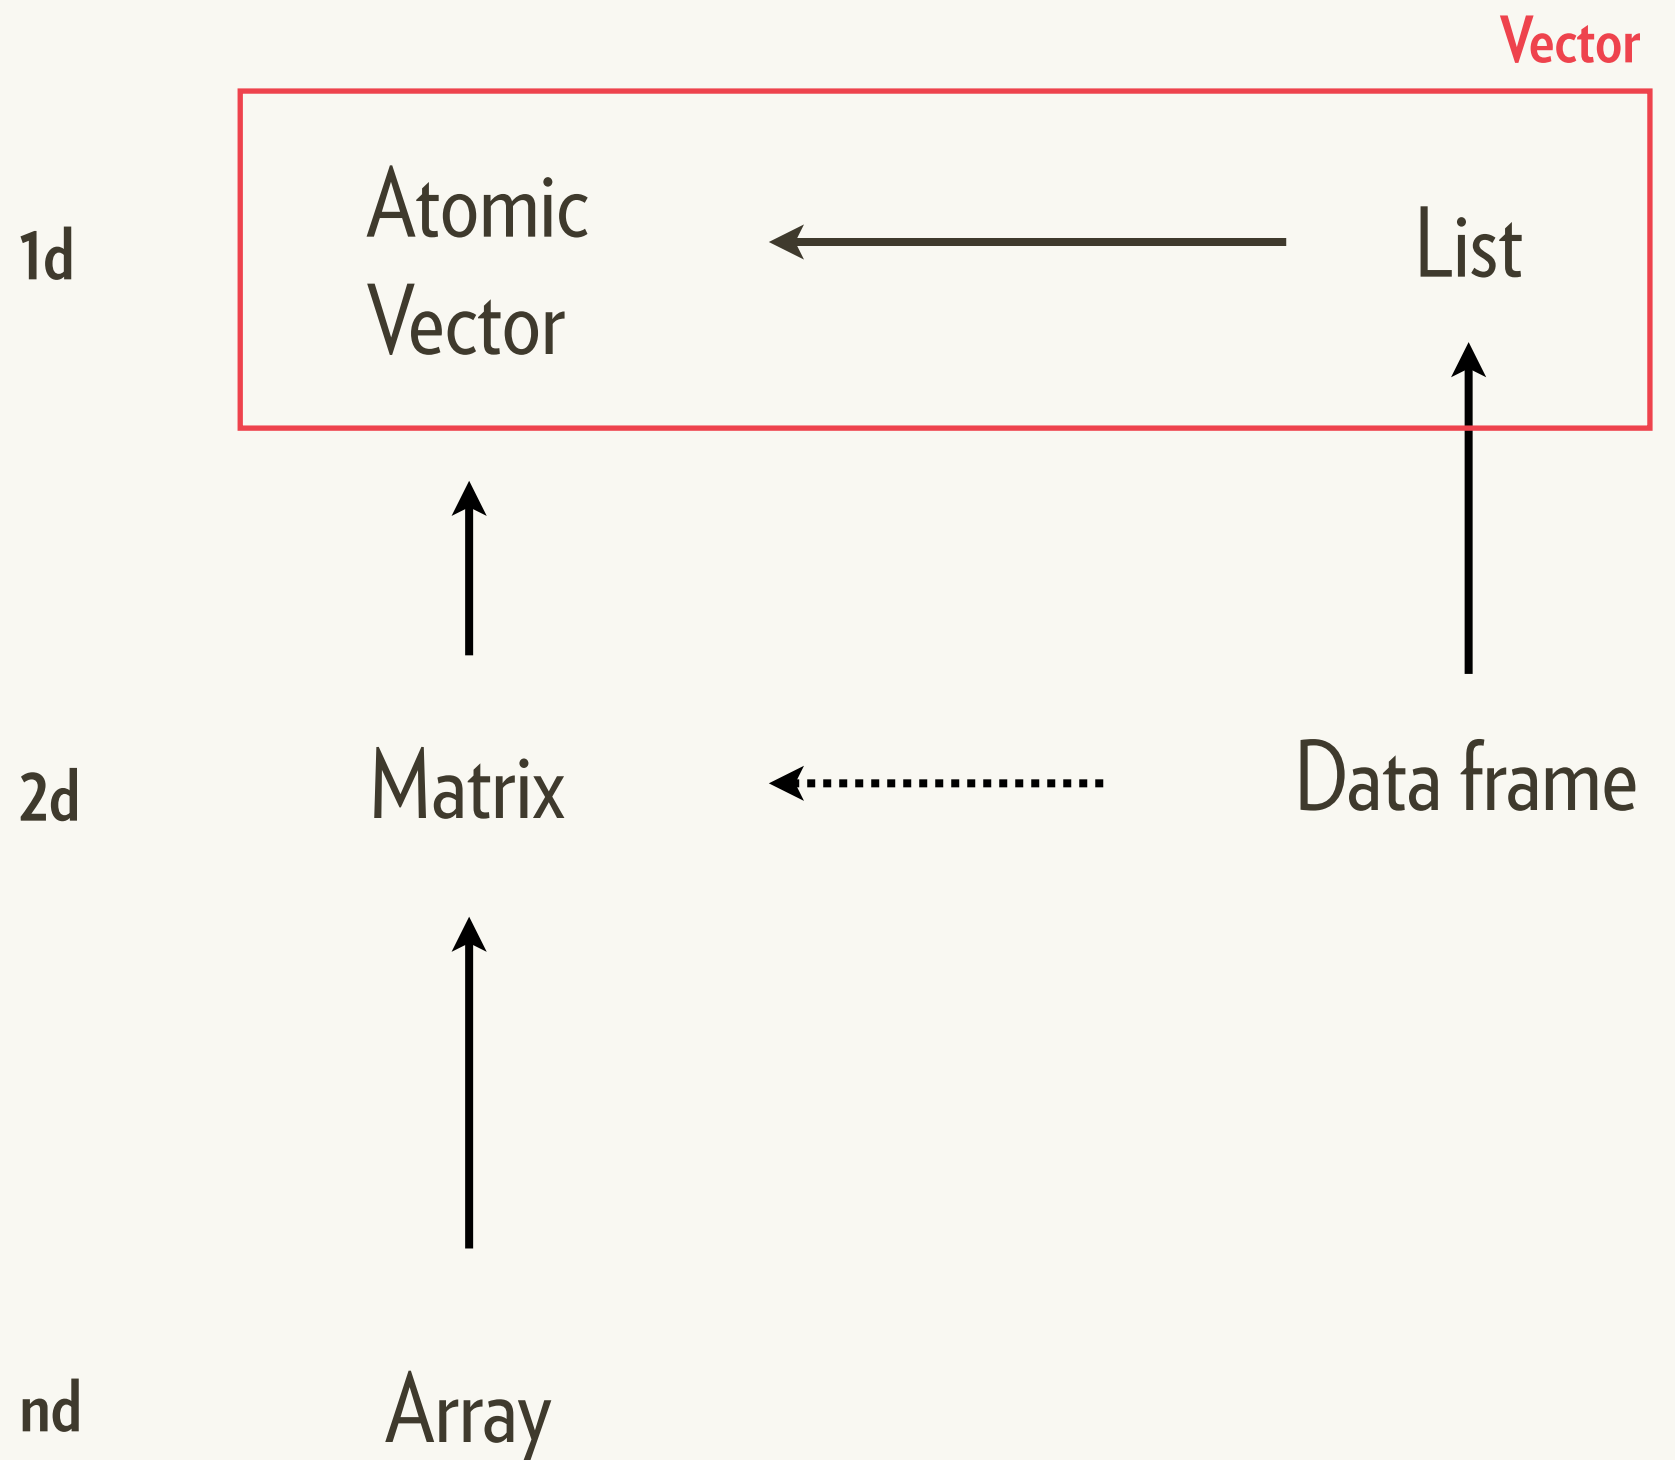 Vector
1d
Atomic
Vector
List
2d
Matrix
Data frame
nd
Array